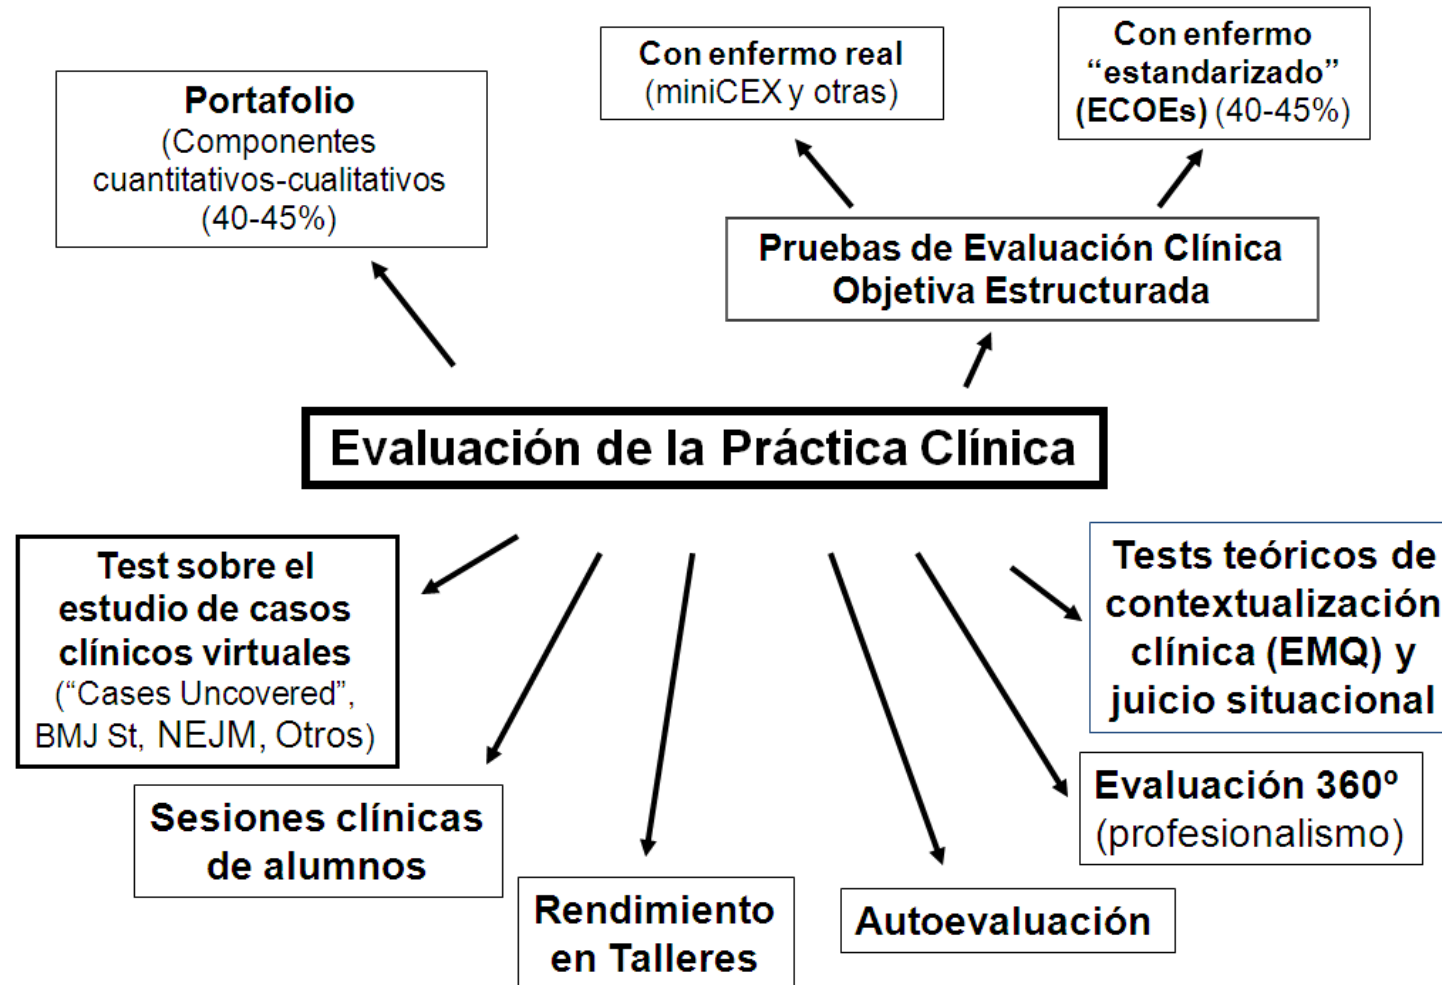 Portafolio
(Componentes
cuantitativos-cualitativos
(40-45%)
Con enfermo real
(miniCEX y otras)
Con enfermo
“estandarizado”
(ECOEs) (40-45%)
Pruebas de Evaluación Clínica
Objetiva Estructurada
Evaluación de la Práctica Clínica
Test sobre el
estudio de casos
clínicos virtuales
(“Cases Uncovered”,
BMJ St, NEJM, Otros)
Sesiones clínicas
de alumnos
Rendimiento
en Talleres
Autoevaluación
Evaluación 360º
(profesionalismo)
Tests teóricos de
contextualización
clínica (EMQ) y
juicio situacional